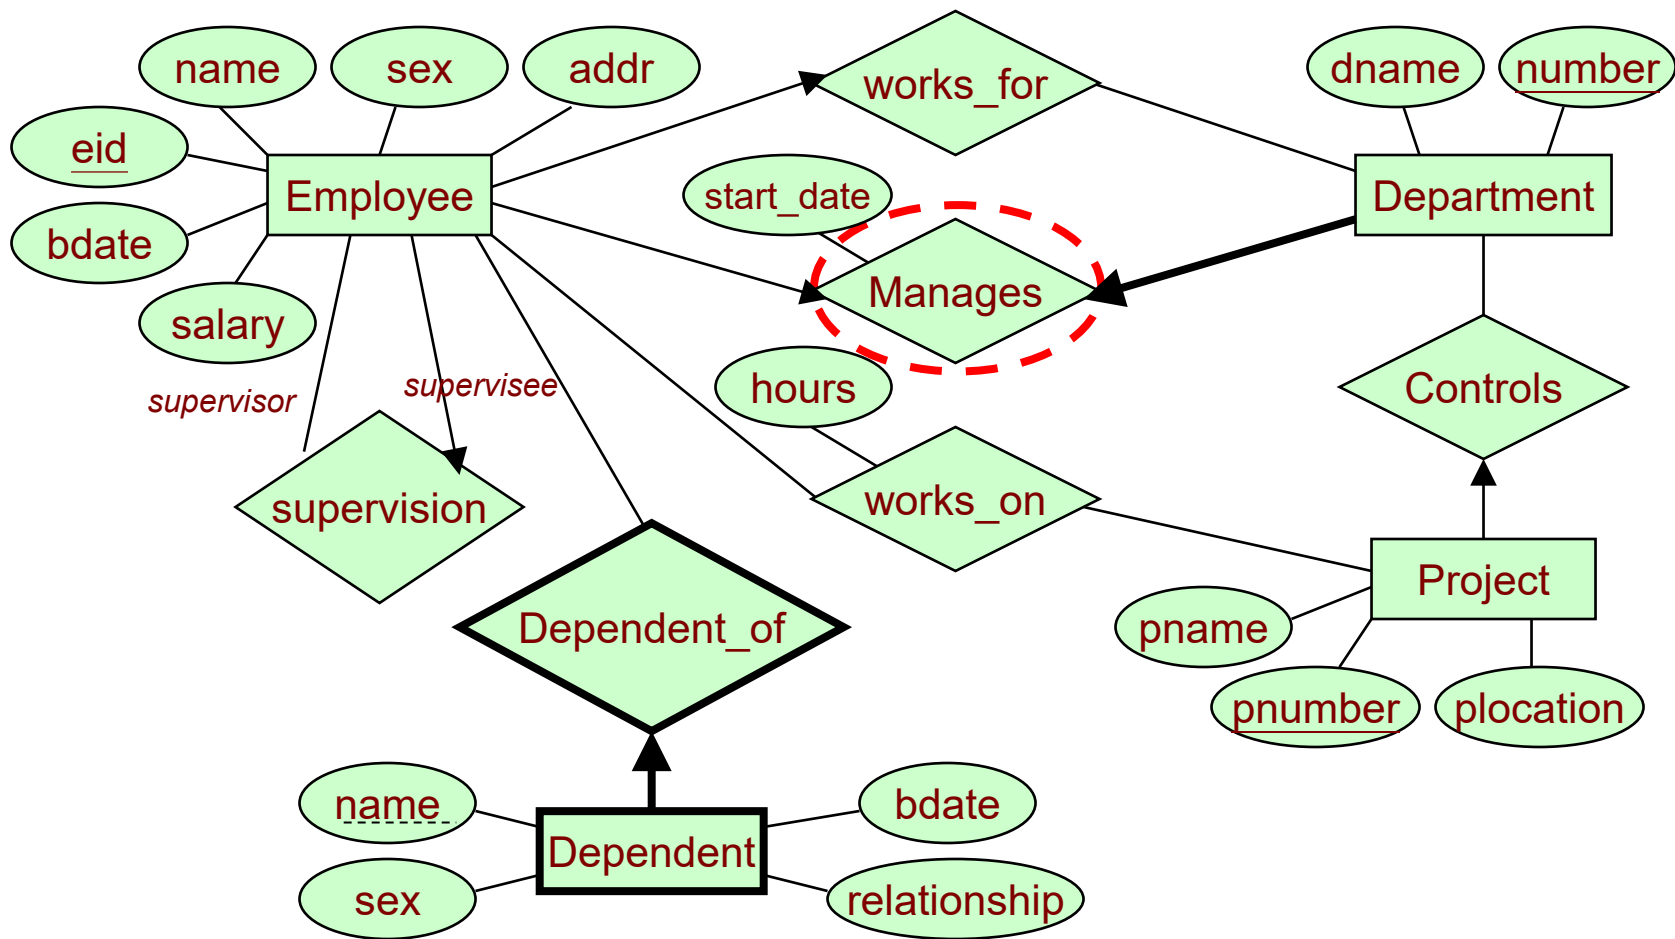 name
sex
addr
works_for
dname
number
eid
Employee
start_date
Department
bdate
Manages
salary
supervisor
supervisee
hours
Controls
supervision
works_on
Project
Dependent_of
pname
pnumber
plocation
name
bdate
Dependent
sex
relationship